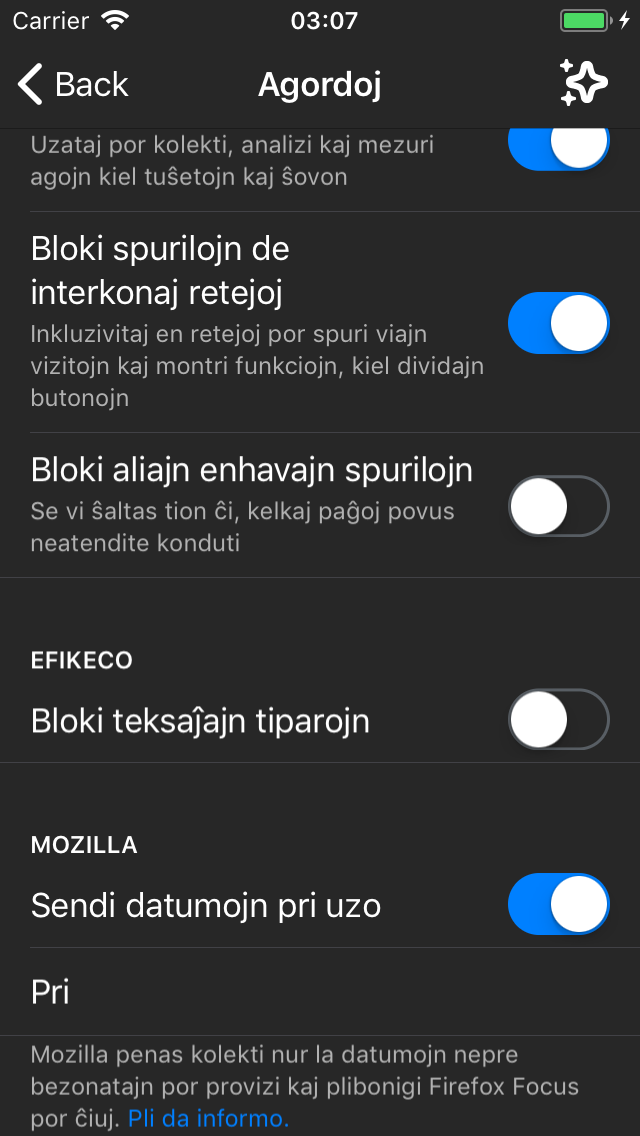 Carrier 03:07
Back Agordoj
Uzataj por kolekti, analizi kaj mezuri
agojn kiel tuŝetojn kaj ŝovon
Bloki spurilojn de
interkonaj retejoj
Inkluzivitaj en retejoj por spuri viajn
vizitojn kaj montri funkciojn, kiel dividajn
butonojn
Bloki aliajn enhavajn spurilojn
Se vi ŝaltas tion ĉi, kelkaj paĝoj povus
neatendite konduti
EFIKECO
Bloki teksaĵajn tiparojn
MOZILLA
Sendi datumojn pri uzo
Pri
Mozilla penas kolekti nur la datumojn nepre
bezonatajn por provizi kaj plibonigi Firefox Focus
por ĉiuj. Pli da informo.